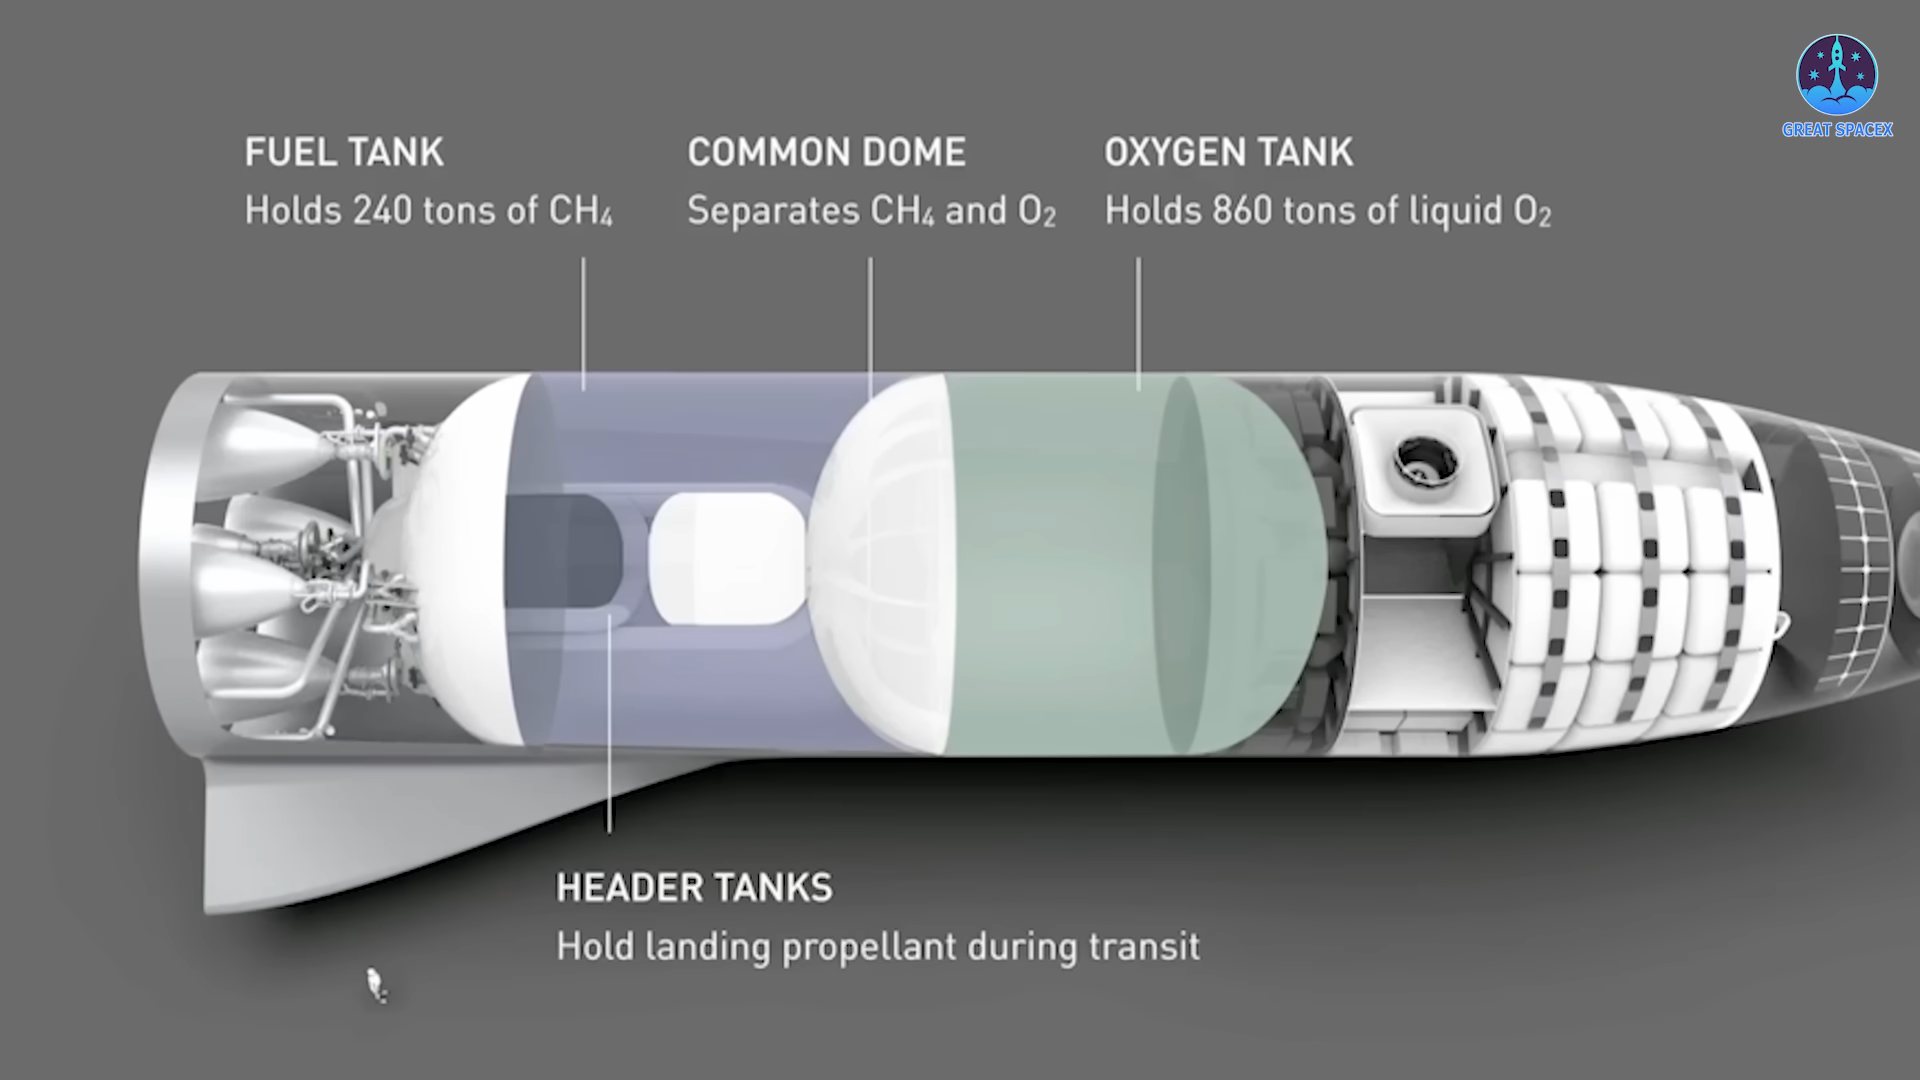 GREAT SPACEX
FUEL TANK
Holds 240 tons of CH₄
COMMON DOME
Separates CH₄ and O₂
OXYGEN TANK
Holds 860 tons of liquid O₂
HEADER TANKS
Hold landing propellant during transit